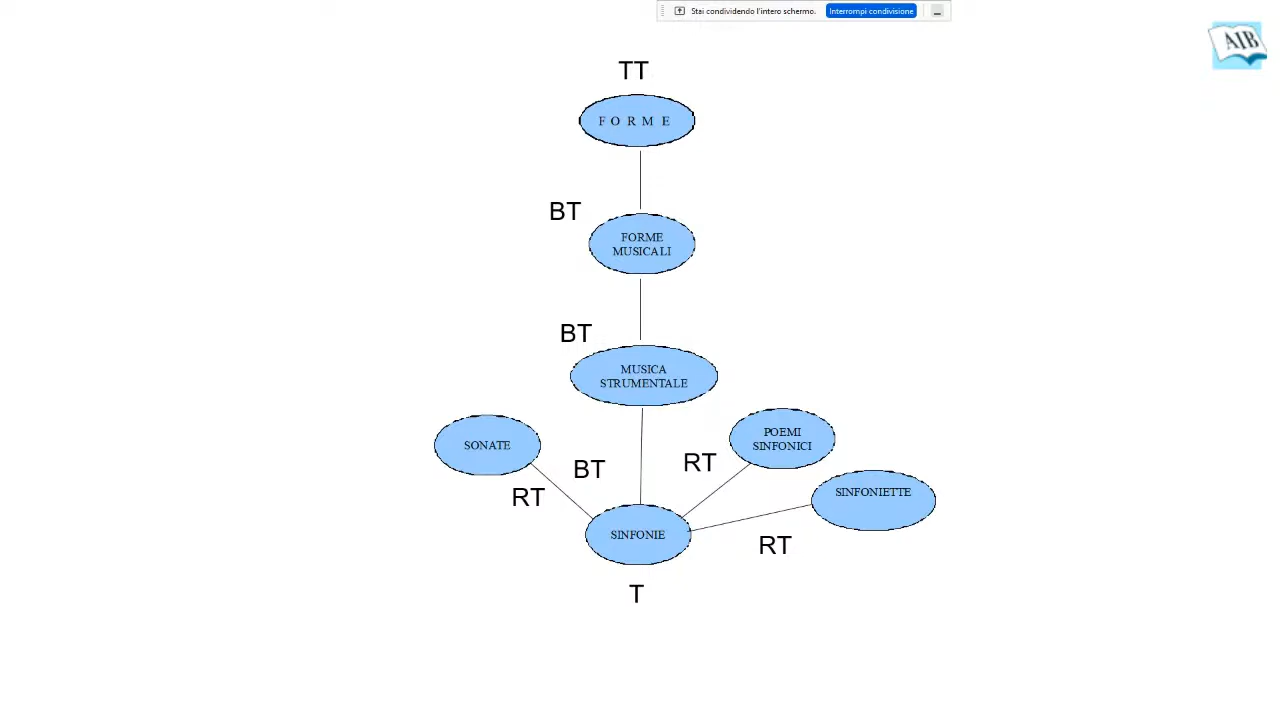 Stai condividendo l'intero schermo. Interrompi condivisione
AIB
TT
F O R M E
BT
FORME
MUSICALI
BT
MUSICA
STRUMENTALE
SONATE
POEMI
SINFONICI
BT
RT
RT
SINFONIETTE
SINFONIE
RT
T